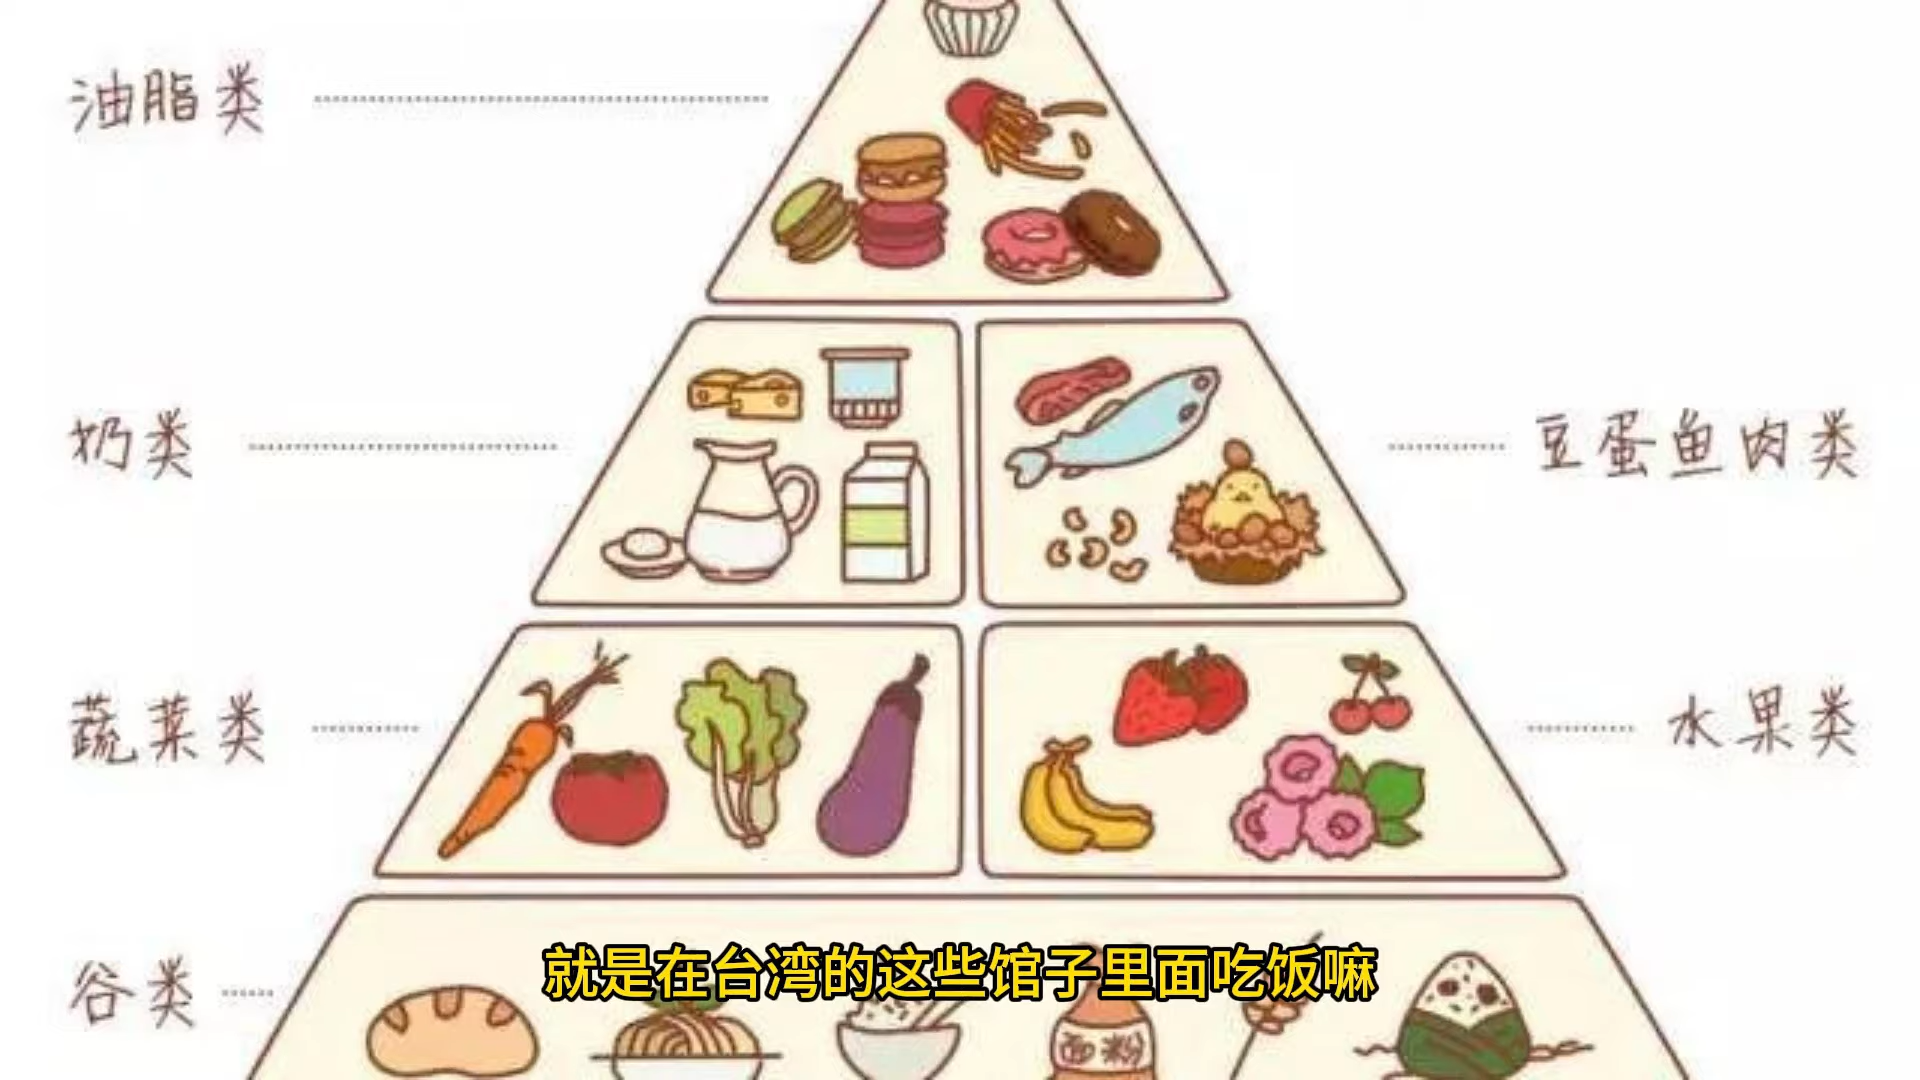 油脂类
奶类
豆蛋鱼肉类
蔬菜类
水果类
谷类
就是在台湾的这些馆子里面吃饭嘛
面粉